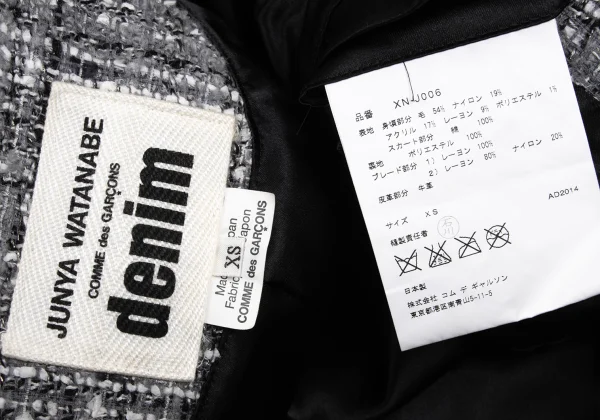 JUNYA WATANABE
COMME des GARÇONS
denim
XS
COMME des GARÇONS
品番 XN-J006
表地 身頃部分 毛 54% ナイロン 19%
アクリル 17% レーヨン 9% ポリエステル 1%
スカート部分 綿 100%
裏地 ポリエステル 100%
ブレード部分 1) レーヨン 100%
2) レーヨン 80% ナイロン 20%
皮革部分 牛革
AD2014
サイズ XS
縫製責任者
日本製
株式会社 コム デ ギャルソン
東京都港区南青山5-11-5